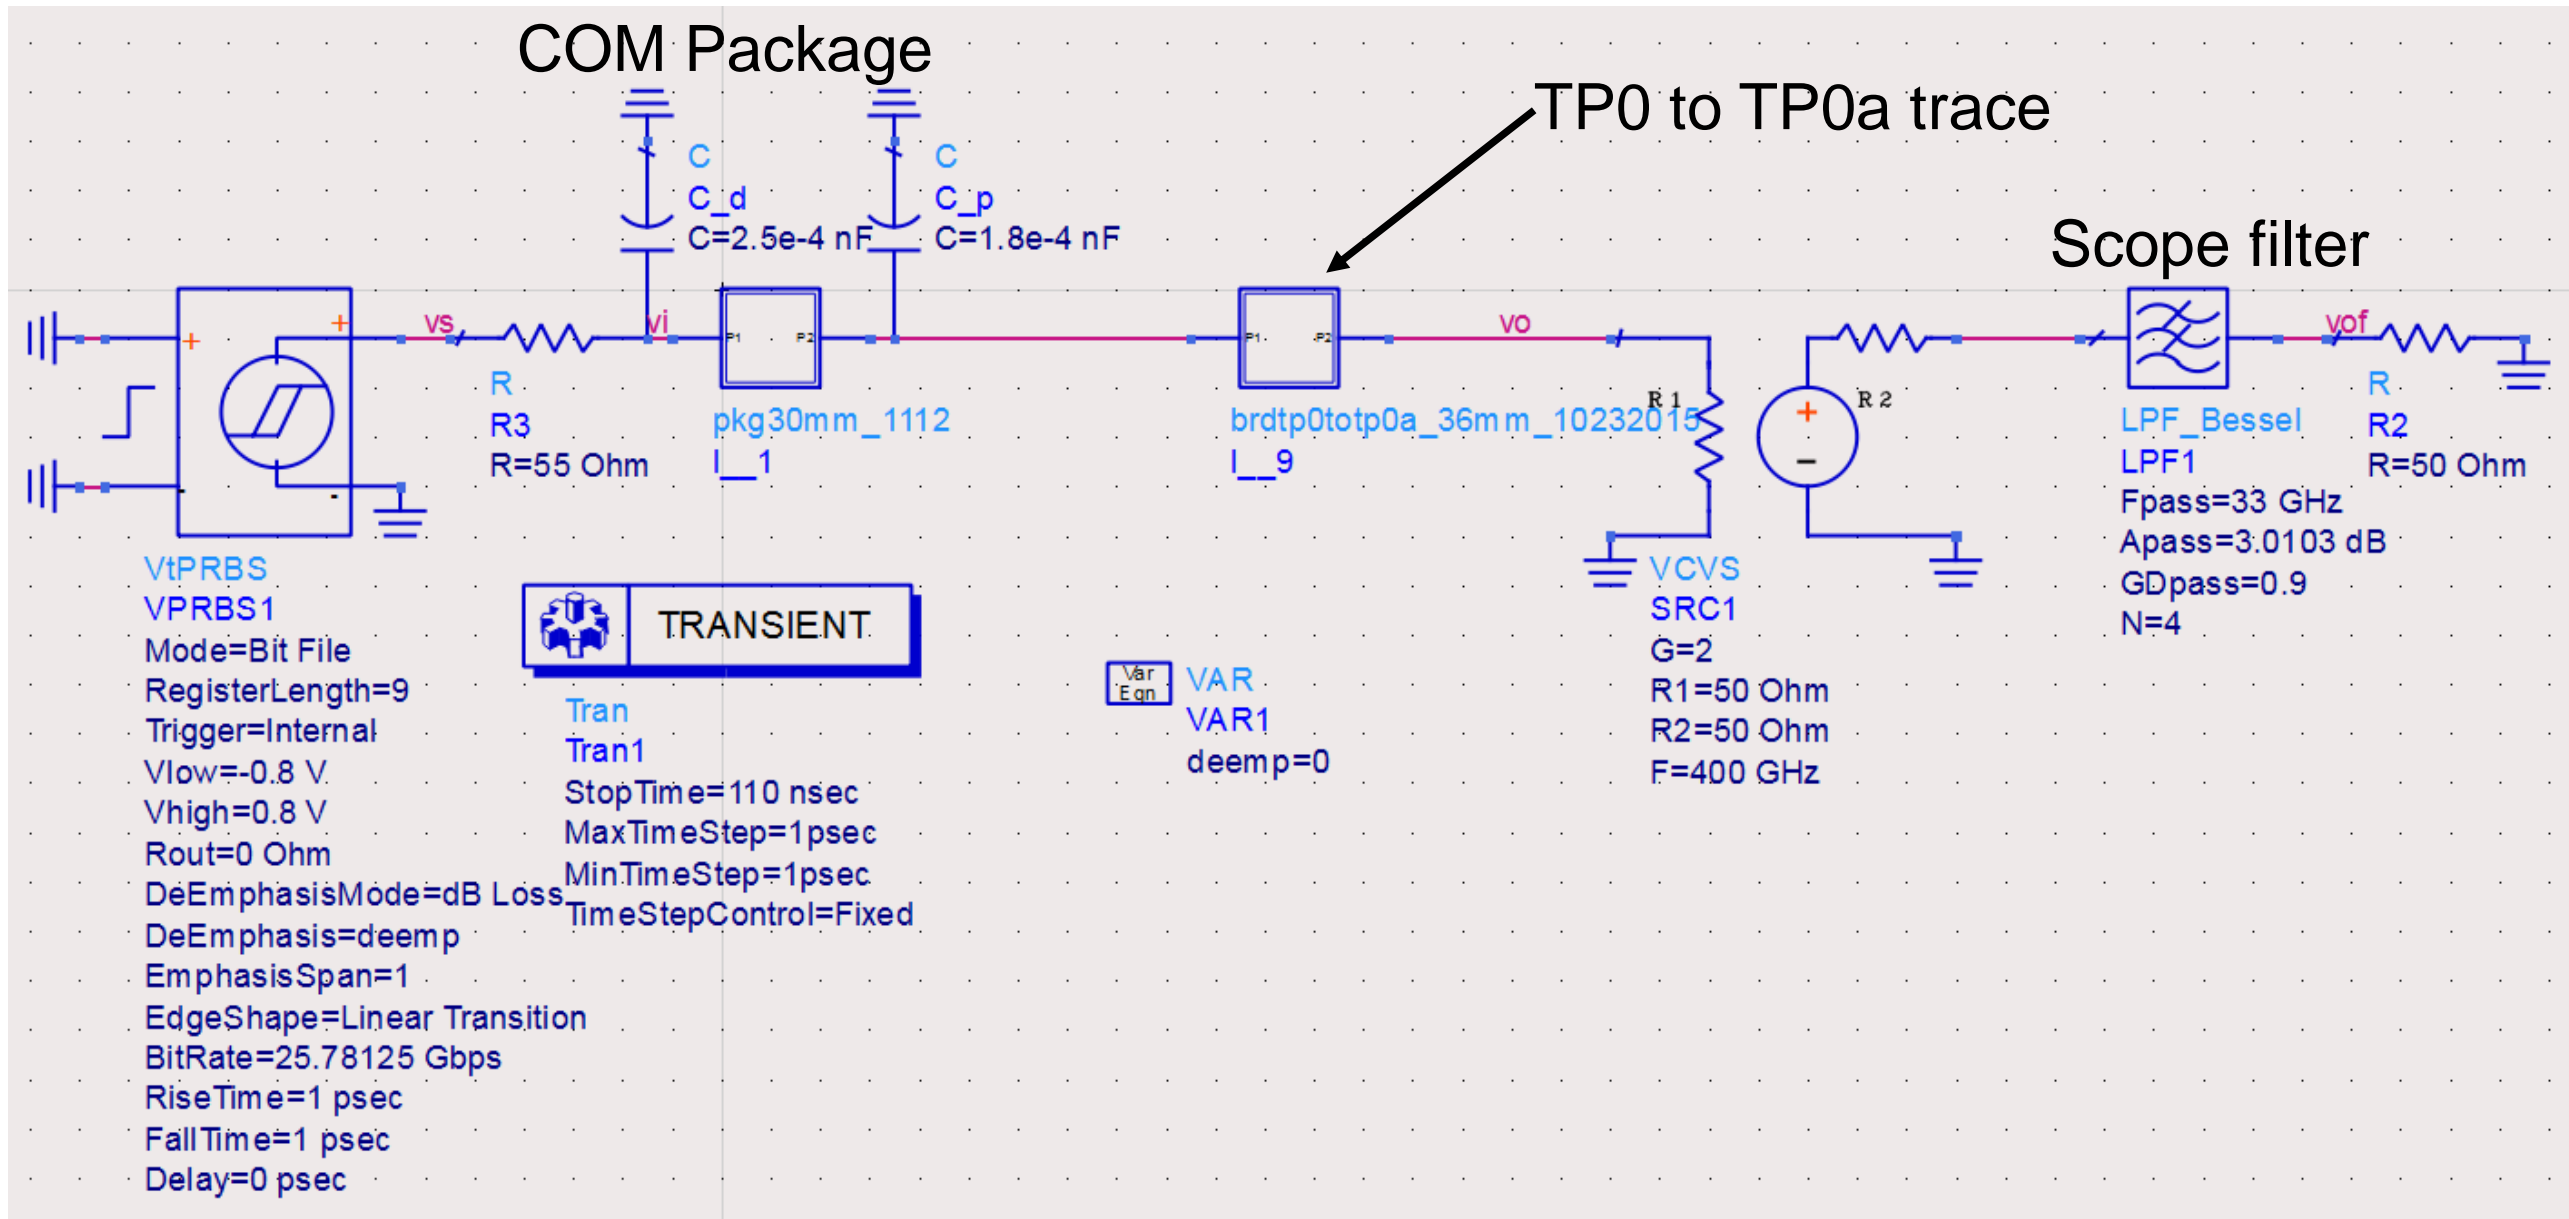 COM Package
TP0 to TP0a trace
Scope filter
C
C_d
C=2.5e-4 nF
C
C_p
C=1.8e-4 nF
+
-
+
-
vs
vi
P1
P2
P1
P2
vo
vof
R
R3
R=55 Ohm
pkg30mm_1112
I__1
brdtp0totp0a_36mm_10232015
I__9
R1
+
−
R2
LPF_Bessel
LPF1
Fpass=33 GHz
Apass=3.0103 dB
GDpass=0.9
N=4
R
R2
R=50 Ohm
VtPRBS
VPRBS1
Mode=Bit File
RegisterLength=9
Trigger=Internal
Vlow=-0.8 V
Vhigh=0.8 V
Rout=0 Ohm
DeEmphasisMode=dB Loss
DeEmphasis=deemp
EmphasisSpan=1
EdgeShape=Linear Transition
BitRate=25.78125 Gbps
RiseTime=1 psec
FallTime=1 psec
Delay=0 psec
TRANSIENT
Tran
Tran1
StopTime=110 nsec
MaxTimeStep=1psec
MinTimeStep=1psec
TimeStepControl=Fixed
Var
Eqn
VAR
VAR1
deemp=0
VCVS
SRC1
G=2
R1=50 Ohm
R2=50 Ohm
F=400 GHz